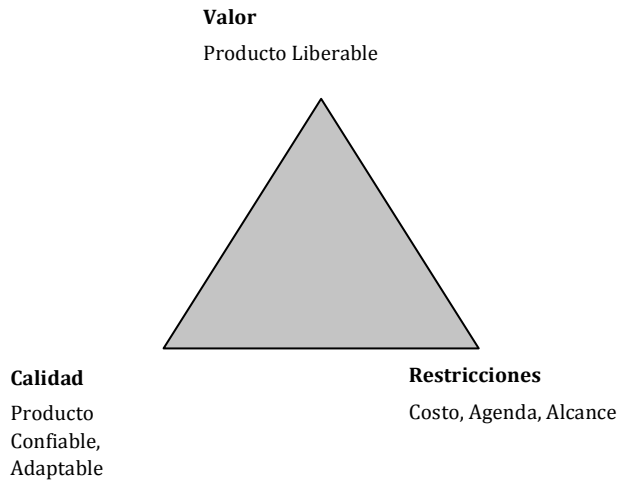 Valor
Producto Liberable
Calidad
Producto
Confiable,
Adaptable
Restricciones
Costo, Agenda, Alcance